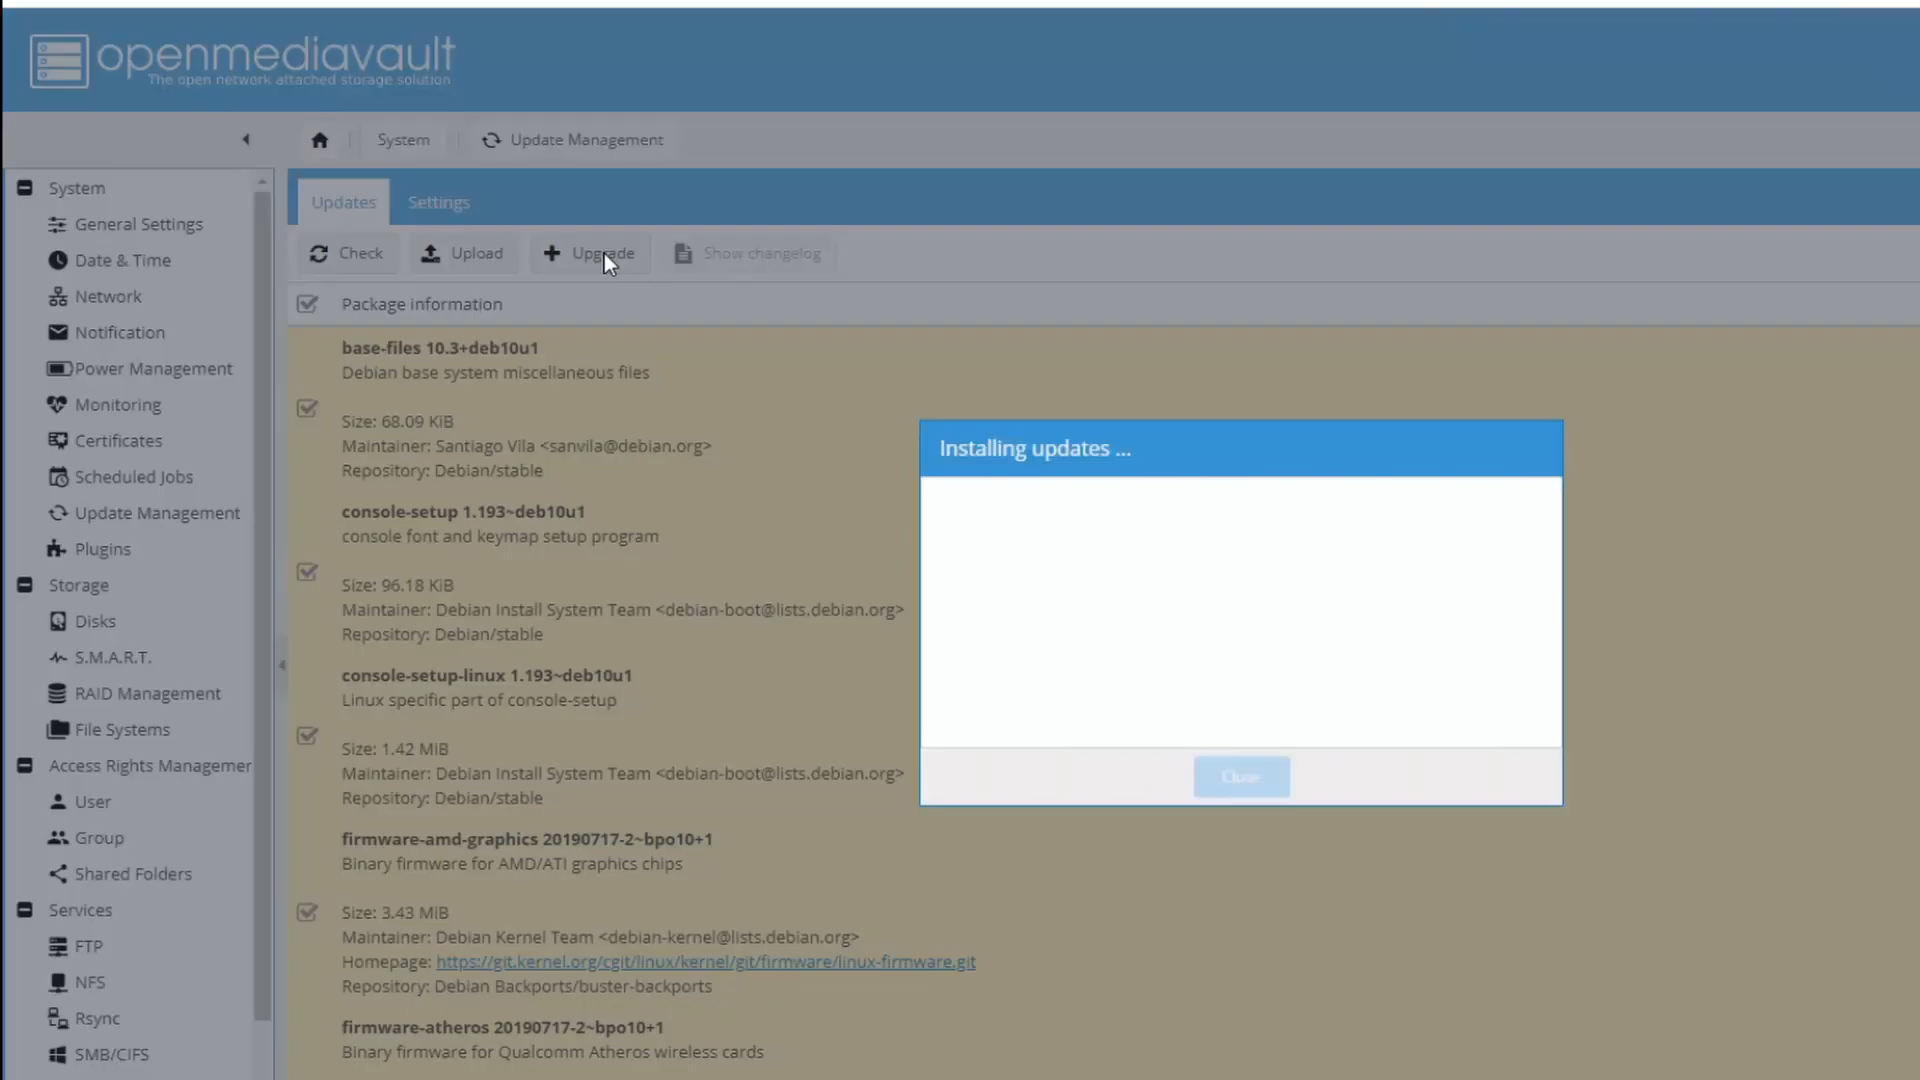 openmediavault
The open network attached storage solution
System
Update Management
System
General Settings
Date & Time
Network
Notification
Power Management
Monitoring
Certificates
Scheduled Jobs
Update Management
Plugins
Storage
Disks
S.M.A.R.T.
RAID Management
File Systems
Access Rights Managemer
User
Group
Shared Folders
Services
FTP
NFS
Rsync
SMB/CIFS
Updates
Settings
Check
Upload
Upgrade
Show changelog
Package information
base-files 10.3+deb10u1
Debian base system miscellaneous files
Size: 68.09 KiB
Maintainer: Santiago Vila <sanvila@debian.org>
Repository: Debian/stable
console-setup 1.193~deb10u1
console font and keymap setup program
Size: 96.18 KiB
Maintainer: Debian Install System Team <debian-boot@lists.debian.org>
Repository: Debian/stable
console-setup-linux 1.193~deb10u1
Linux specific part of console-setup
Size: 1.42 MiB
Maintainer: Debian Install System Team <debian-boot@lists.debian.org>
Repository: Debian/stable
firmware-amd-graphics 20190717-2~bpo10+1
Binary firmware for AMD/ATI graphics chips
Size: 3.43 MiB
Maintainer: Debian Kernel Team <debian-kernel@lists.debian.org>
Homepage: https://git.kernel.org/cgit/linux/kernel/git/firmware/linux-firmware.git
Repository: Debian Backports/buster-backports
firmware-atheros 20190717-2~bpo10+1
Binary firmware for Qualcomm Atheros wireless cards
Installing updates ...
Close